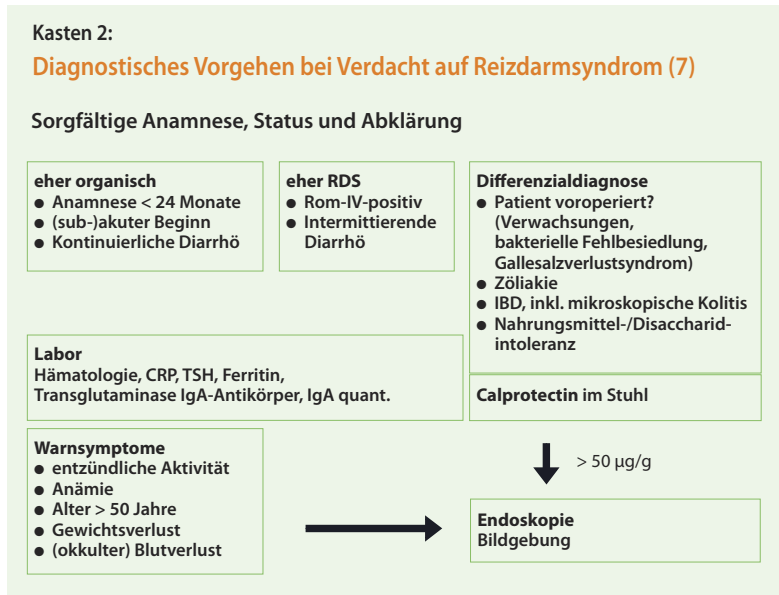 Kasten 2:
Diagnostisches Vorgehen bei Verdacht auf Reizdarmsyndrom (7)
Sorgfältige Anamnese, Status und Abklärung
eher organisch
● Anamnese < 24 Monate
● (sub-)akuter Beginn
● Kontinuierliche Diarrhö
eher RDS
● Rom-IV-positiv
● Intermittierende
Diarrhö
Differenzialdiagnose
● Patient voroperiert?
(Verwachsungen,
bakterielle Fehlbesiedlung,
Gallesalzverlustsyndrom)
● Zöliakie
● IBD, inkl. mikroskopische Kolitis
● Nahrungsmittel-/Disaccharid-
intoleranz
Labor
Hämatologie, CRP, TSH, Ferritin,
Transglutaminase IgA-Antikörper, IgA quant.
Calprotectin im Stuhl
> 50 µg/g
Warnsymptome
● entzündliche Aktivität
● Anämie
● Alter > 50 Jahre
● Gewichtsverlust
● (okkulter) Blutverlust
Endoskopie
Bildgebung